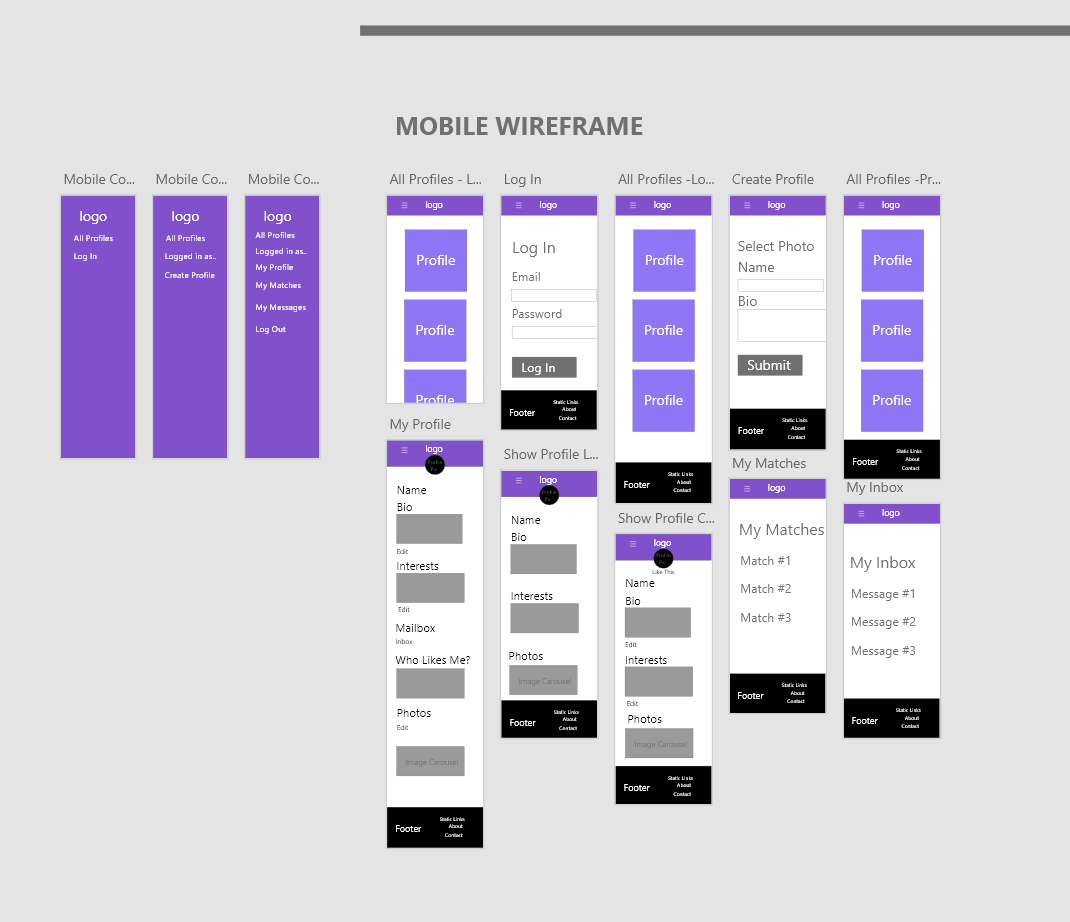 MOBILE WIREFRAME
Mobile Co...
logo
All Profiles
Log In
Mobile Co...
logo
All Profiles
Logged in as..
Create Profile
Mobile Co...
logo
All Profiles
Logged in as..
My Profile
My Matches
My Messages
Log Out
All Profiles - L...
logo
Profile
Profile
Profile
Log In
logo
Log In
Email
Password
Log In
Footer
Static Links
About
Contact
All Profiles -Lo...
logo
Profile
Profile
Profile
Footer
Static Links
About
Contact
Create Profile
logo
Select Photo
Name
Bio
Submit
Footer
Static Links
About
Contact
All Profiles -Pr...
logo
Profile
Profile
Profile
Footer
Static Links
About
Contact
My Profile
logo
Profile
Pic
Name
Bio
Edit
Interests
Edit
Mailbox
Inbox
Who Likes Me?
Photos
Edit
Image Carousel
Footer
Static Links
About
Contact
Show Profile L...
logo
Profile
Pic
Name
Bio
Interests
Photos
Image Carousel
Footer
Static Links
About
Contact
Show Profile C...
logo
Profile
Pic
Like This
Name
Bio
Edit
Interests
Edit
Photos
Image Carousel
Footer
Static Links
About
Contact
My Matches
logo
My Matches
Match #1
Match #2
Match #3
Footer
Static Links
About
Contact
My Inbox
logo
My Inbox
Message #1
Message #2
Message #3
Footer
Static Links
About
Contact